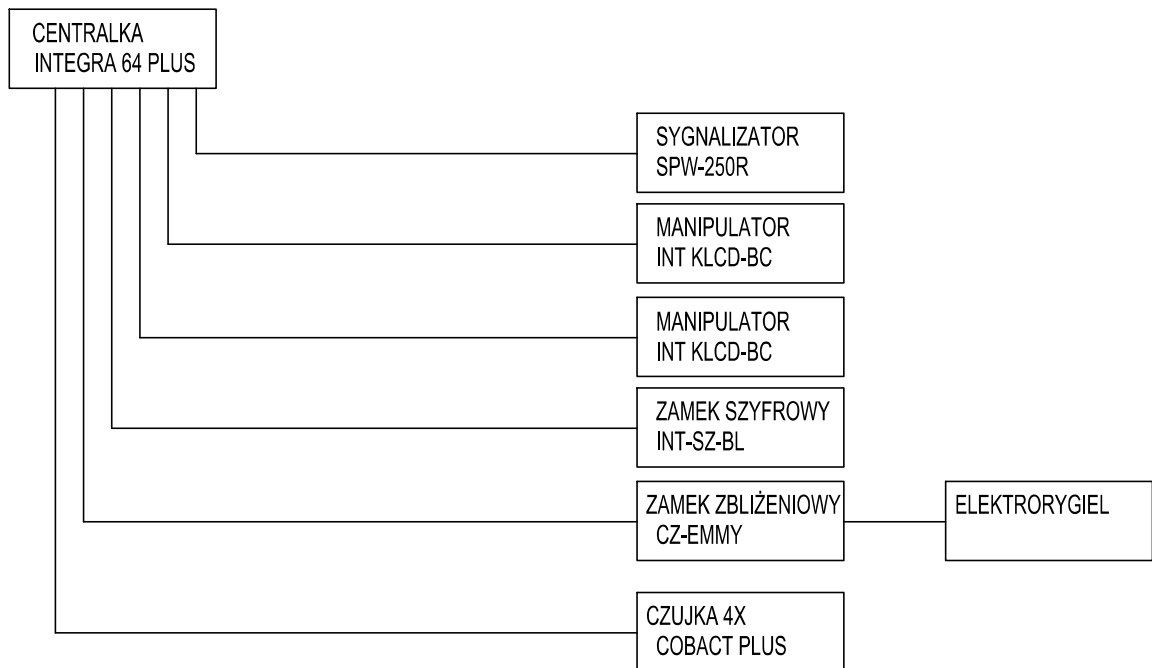 CENTRALKA
INTEGRA 64 PLUS
SYGNALIZATOR
SPW-250R
MANIPULATOR
INT KLCD-BC
MANIPULATOR
INT KLCD-BC
ZAMEK SZYFROWY
INT-SZ-BL
ZAMEK ZBLIŻENIOWY
CZ-EMMY
ELEKTRORYGIEL
CZUJKA 4X
COBACT PLUS